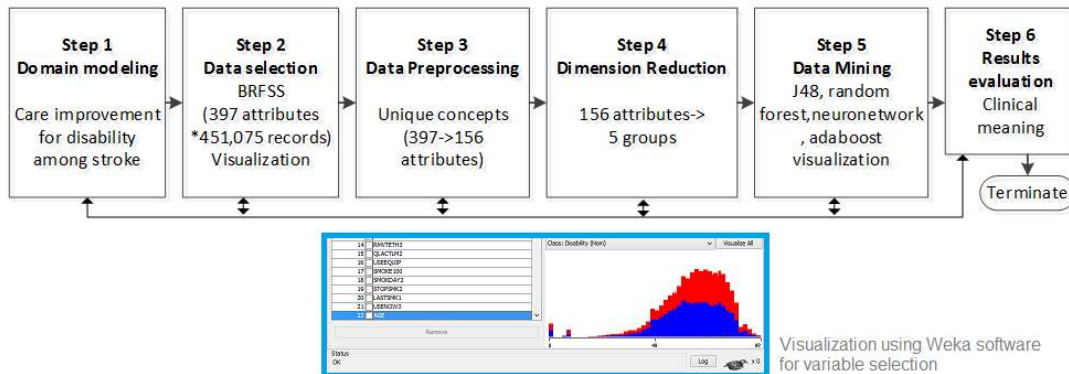 Step 1
Domain modeling
Care improvement
for disability
among stroke
Step 2
Data selection
BRFSS
(397 attributes
*451,075 records)
Visualization
Step 3
Data Preprocessing
Unique concepts
(397->156
attributes)
Step 4
Dimension Reduction
156 attributes->
5 groups
Step 5
Data Mining
J48, random
forest,neuronetwork
, adaboost
visualization
Step 6
Results
evaluation
Clinical
meaning
Terminate
14 RMVTETH3
15 QLACTLM2
16 USEEQUIP
17 SMOKE100
18 SMOKDAY2
19 STOPSMK2
20 LASTSMK1
21 USENOW3
22 AGE
Remove
Class: Disability (Nom)
Visualize All
Status
OK
Log
x 0
Visualization using Weka software
for variable selection